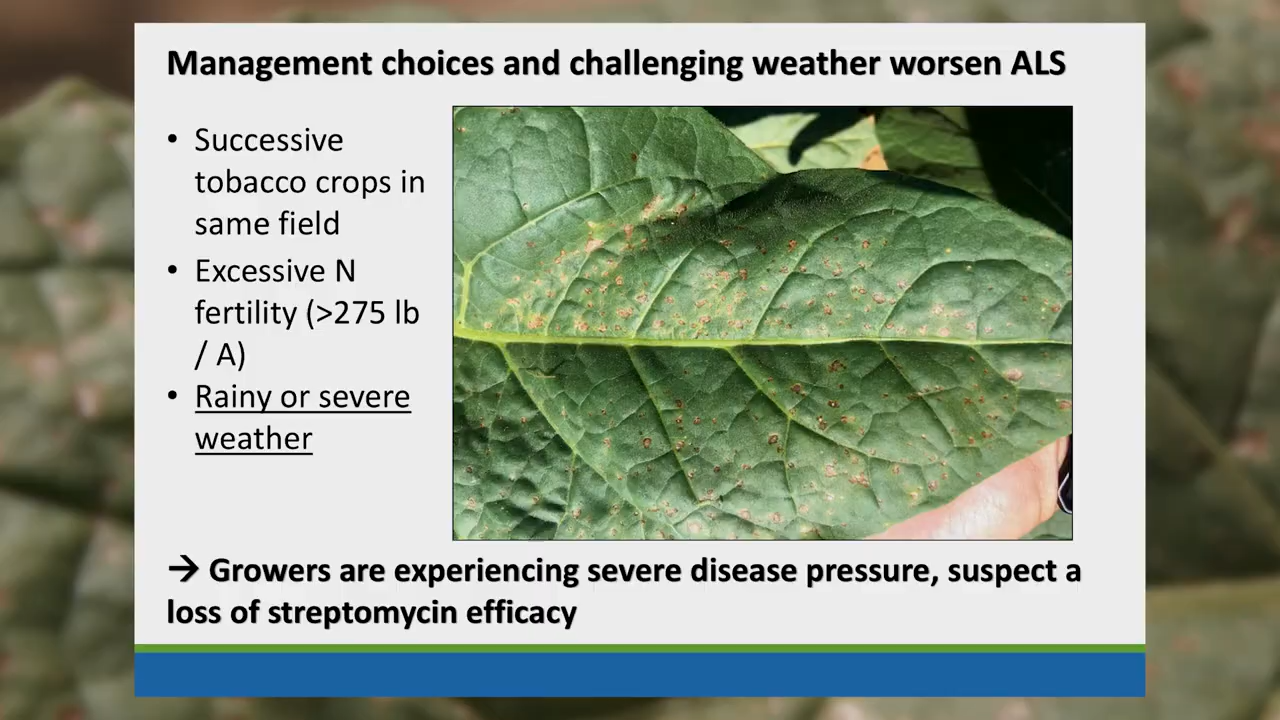 Management choices and challenging weather worsen ALS
• Successive
tobacco crops in
same field
• Excessive N
fertility (>275 lb
/ A)
• Rainy or severe
weather
→ Growers are experiencing severe disease pressure, suspect a
loss of streptomycin efficacy